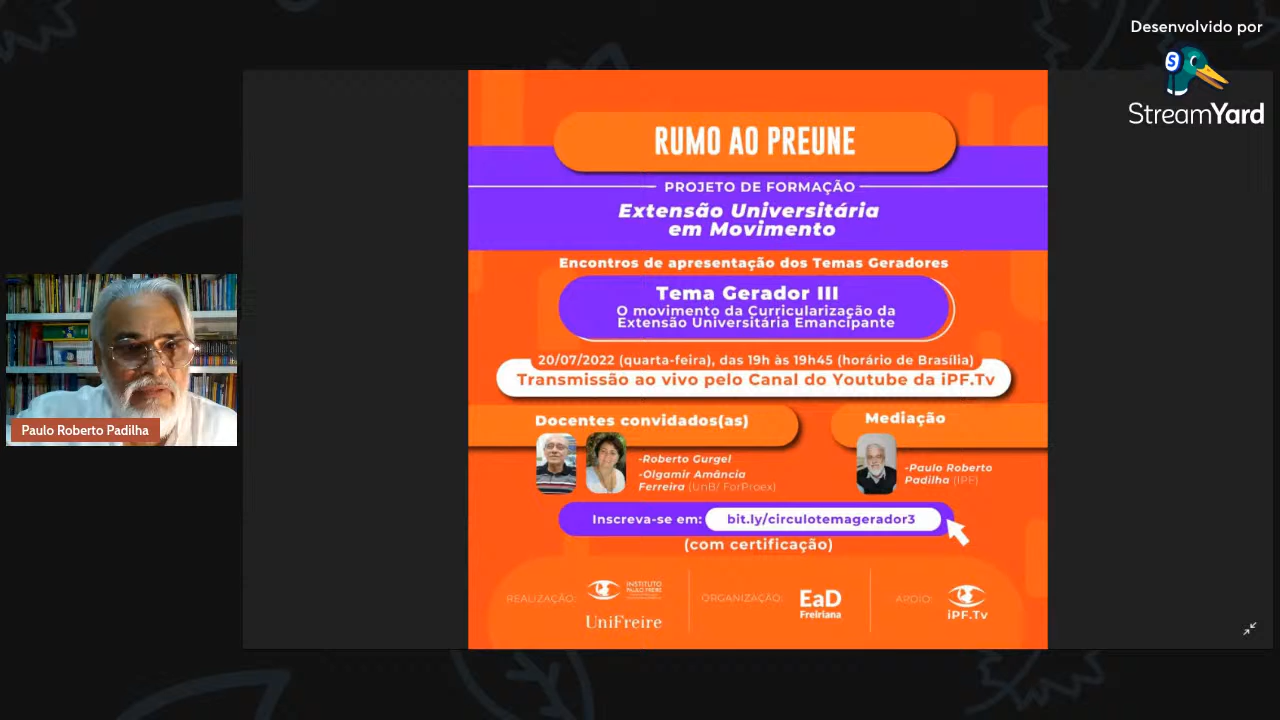 Desenvolvido por
StreamYard
RUMO AO PREUNE
PROJETO DE FORMAÇÃO
Extensão Universitária
em Movimento
Encontros de apresentação dos Temas Geradores
Tema Gerador III
O movimento da Curricularização da
Extensão Universitária Emancipante
20/07/2022 (quarta-feira), das 19h às 19h45 (horário de Brasília)
Transmissão ao vivo pelo Canal do Youtube da iPF.Tv
Docentes convidados(as)
-Roberto Gurgel
-Olgamir Amância
Ferreira (UnB/ ForProex)
Mediação
-Paulo Roberto
Padilha (IPF)
Paulo Roberto Padilha
Inscreva-se em: bit.ly/circulotemagerador3
(com certificação)
REALIZAÇÃO:
INSTITUTO
PAULO FREIRE
UniFreire
ORGANIZAÇÃO:
EaD
Freiriana
APOIO:
iPF.Tv